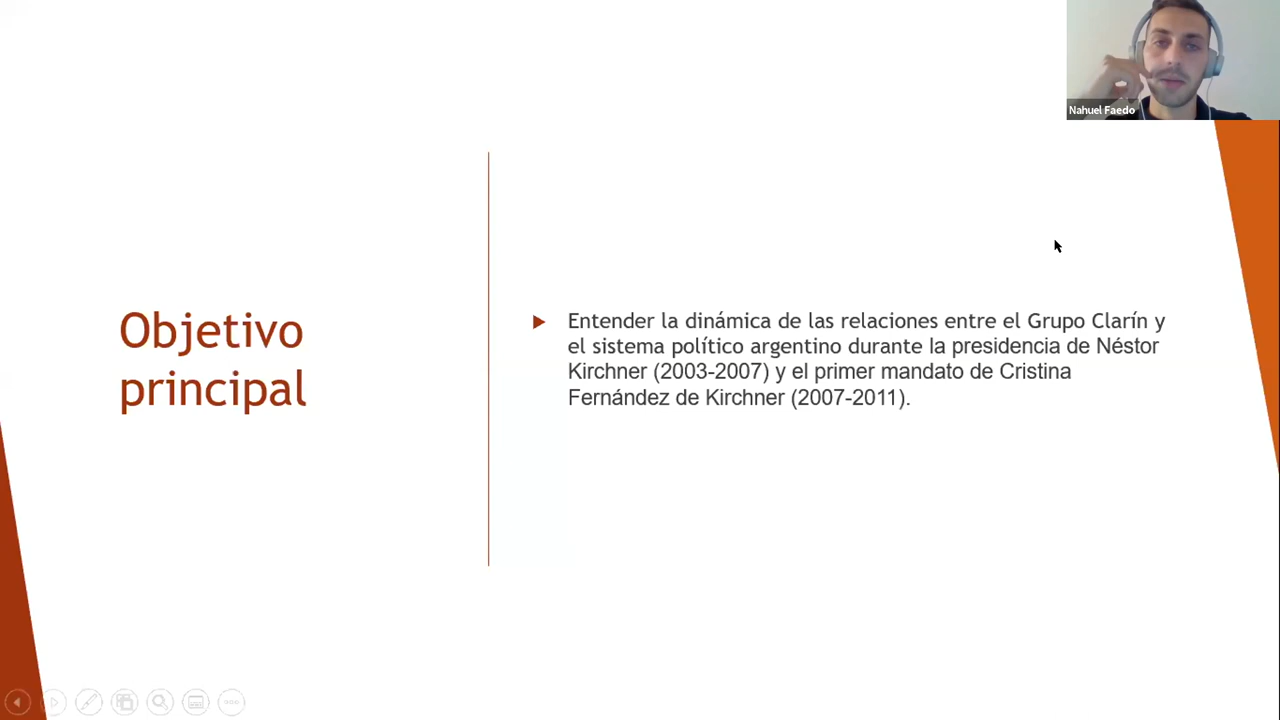 Nahuel Faedo
Objetivo
principal
Entender la dinámica de las relaciones entre el Grupo Clarín y
el sistema político argentino durante la presidencia de Néstor
Kirchner (2003-2007) y el primer mandato de Cristina
Fernández de Kirchner (2007-2011).